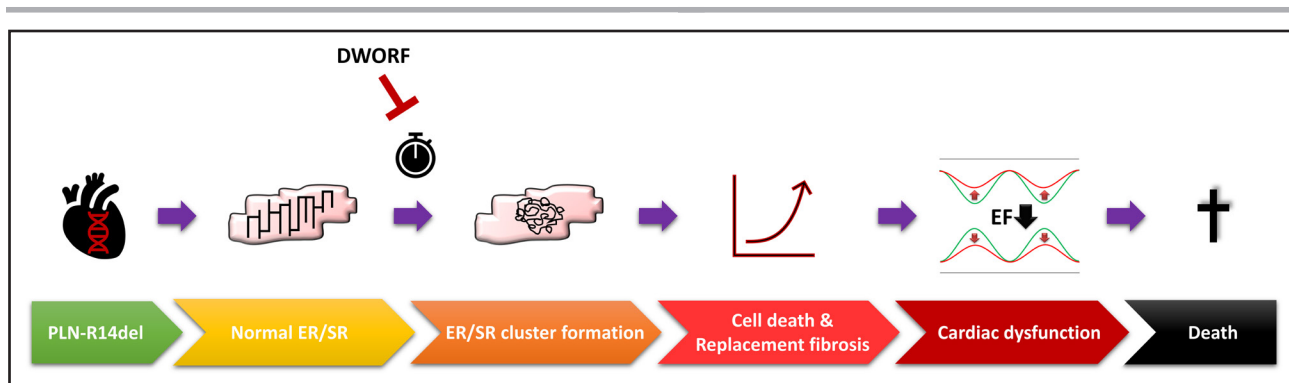 DWORF
EF
PLN-R14del
Normal ER/SR
ER/SR cluster formation
Cell death &
Replacement fibrosis
Cardiac dysfunction
Death